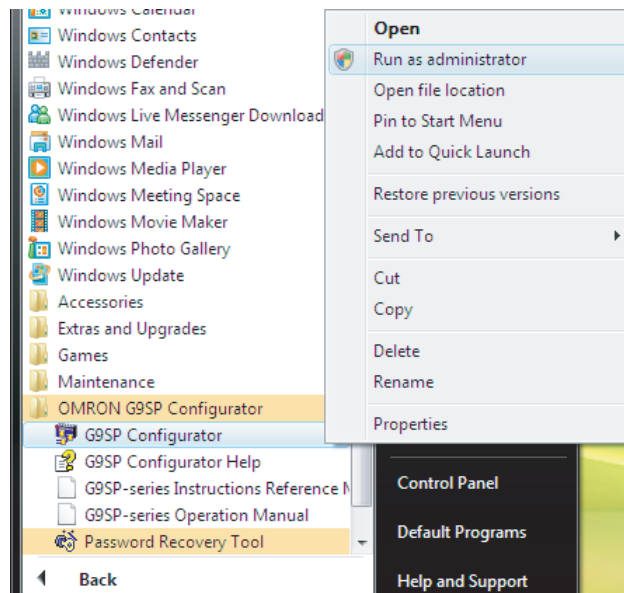 Windows Calendar
Windows Contacts
Windows Defender
Windows Fax and Scan
Windows Live Messenger Download
Windows Mail
Windows Media Player
Windows Meeting Space
Windows Movie Maker
Windows Photo Gallery
Windows Update
Accessories
Extras and Upgrades
Games
Maintenance
OMRON G9SP Configurator
G9SP Configurator
G9SP Configurator Help
G9SP-series Instructions Reference M
G9SP-series Operation Manual
Password Recovery Tool
Back
Open
Run as administrator
Open file location
Pin to Start Menu
Add to Quick Launch
Restore previous versions
Send To
Cut
Copy
Delete
Rename
Properties
Control Panel
Default Programs
Help and Support